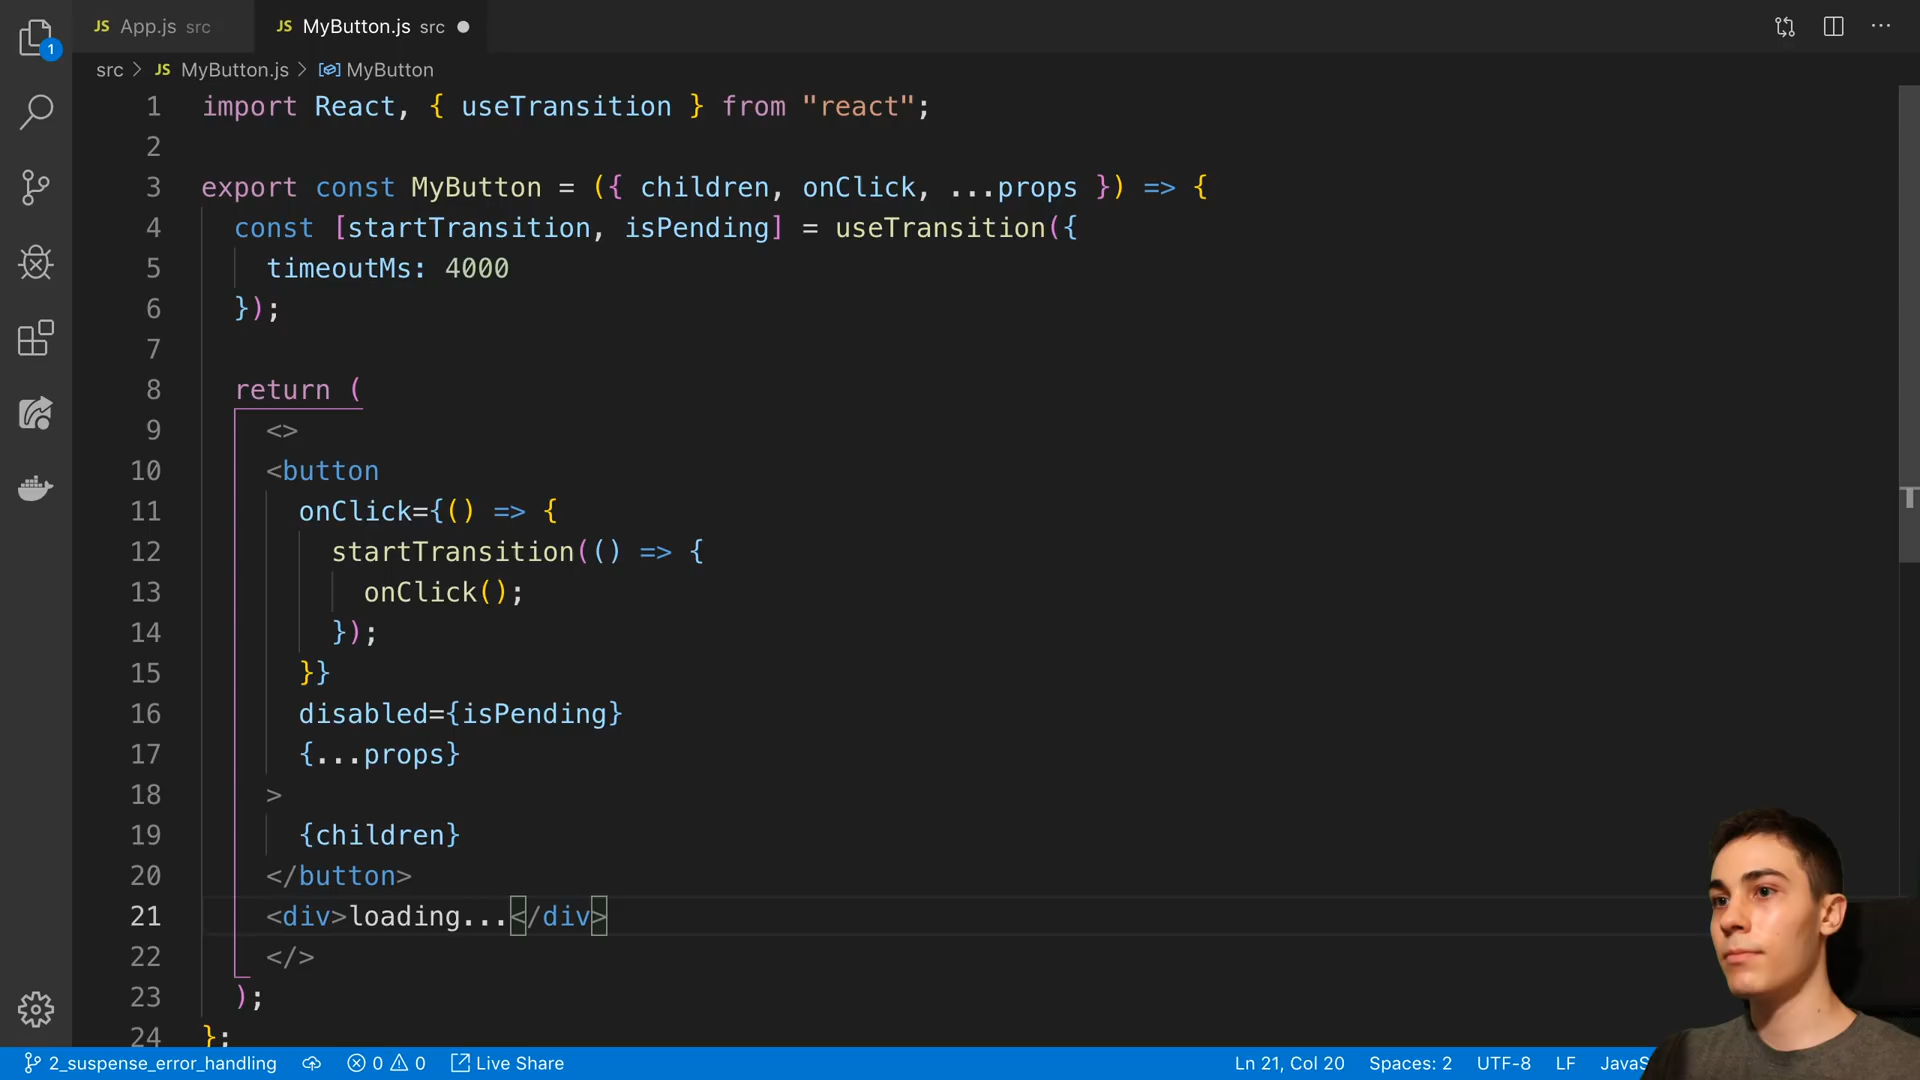 JS App.js src JS MyButton.js src
1
src JS MyButton.js MyButton
1 import React, { useTransition } from "react";
2
3 export const MyButton = ({ children, onClick, ...props }) => {
4 const [startTransition, isPending] = useTransition({
5 timeoutMs: 4000
6 });
7
8 return (
9 <>
10 <button
11 onClick={() => {
12 startTransition(() => {
13 onClick();
14 });
15 }}
16 disabled={isPending}
17 {...props}
18 >
19 {children}
20 </button>
21 <div>loading...</div>
22 </>
23 );
24 };
2_suspense_error_handling 0 0 Live Share Ln 21, Col 20 Spaces: 2 UTF-8 LF